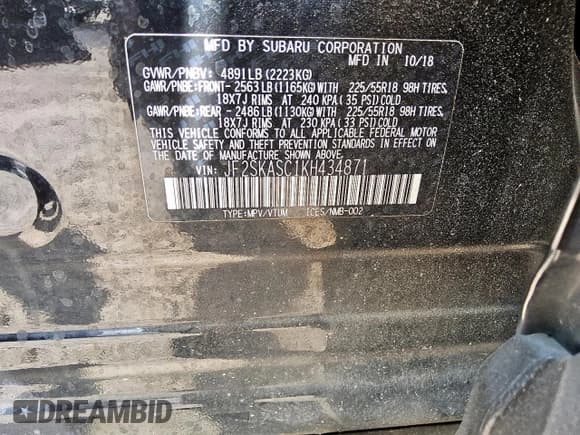 MFD BY SUBARU CORPORATION
MFD IN 10/18
GVWR/PNBV: 4891LB(2223KG)
GAWR/PNBE:FRONT- 2563LB(1165KG)WITH 225/55R18 98H TIRES
18X7J RIMS AT 240 KPA(35 PSI)COLD
GAWR/PNBE:REAR - 2486LB(1130KG)WITH 225/55R18 98H TIRES
18X7J RIMS AT 230 KPA(33 PSI)COLD
THIS VEHICLE CONFORMS TO ALL APPLICABLE FEDERAL MOTOR
VEHICLE SAFETY AND THEFT PREVENTION STANDARDS
IN EFFECT ON THE DATE OF MANUFACTURE SHOWN ABOVE.
VIN: JF2SKASC1KH434871
TYPE:MPV/VTUM ICES/NMB-002
DREAMBID